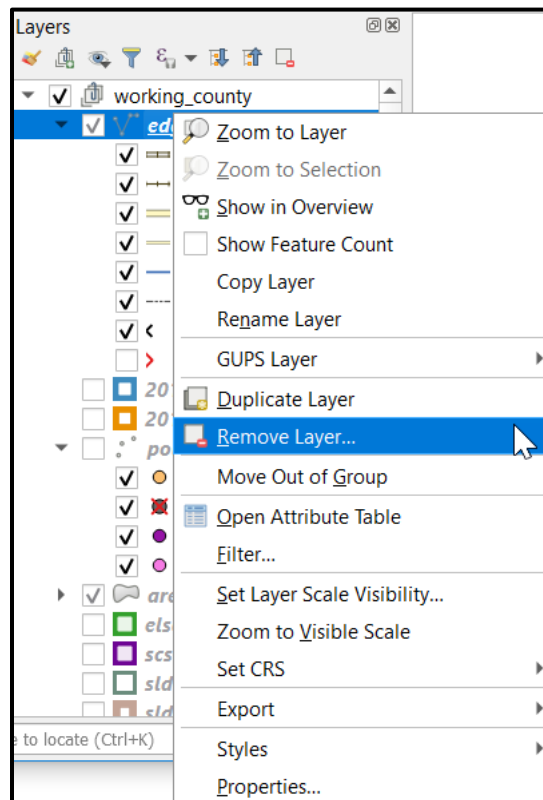 Layers
working_county
edg
Zoom to Layer
Zoom to Selection
Show in Overview
Show Feature Count
Copy Layer
Rename Layer
GUPS Layer
20
Duplicate Layer
20
Remove Layer...
po
Move Out of Group
Open Attribute Table
Filter...
are
Set Layer Scale Visibility...
els
Zoom to Visible Scale
scs
Set CRS
sld
Export
sld
e to locate (Ctrl+K)
Styles
Properties...